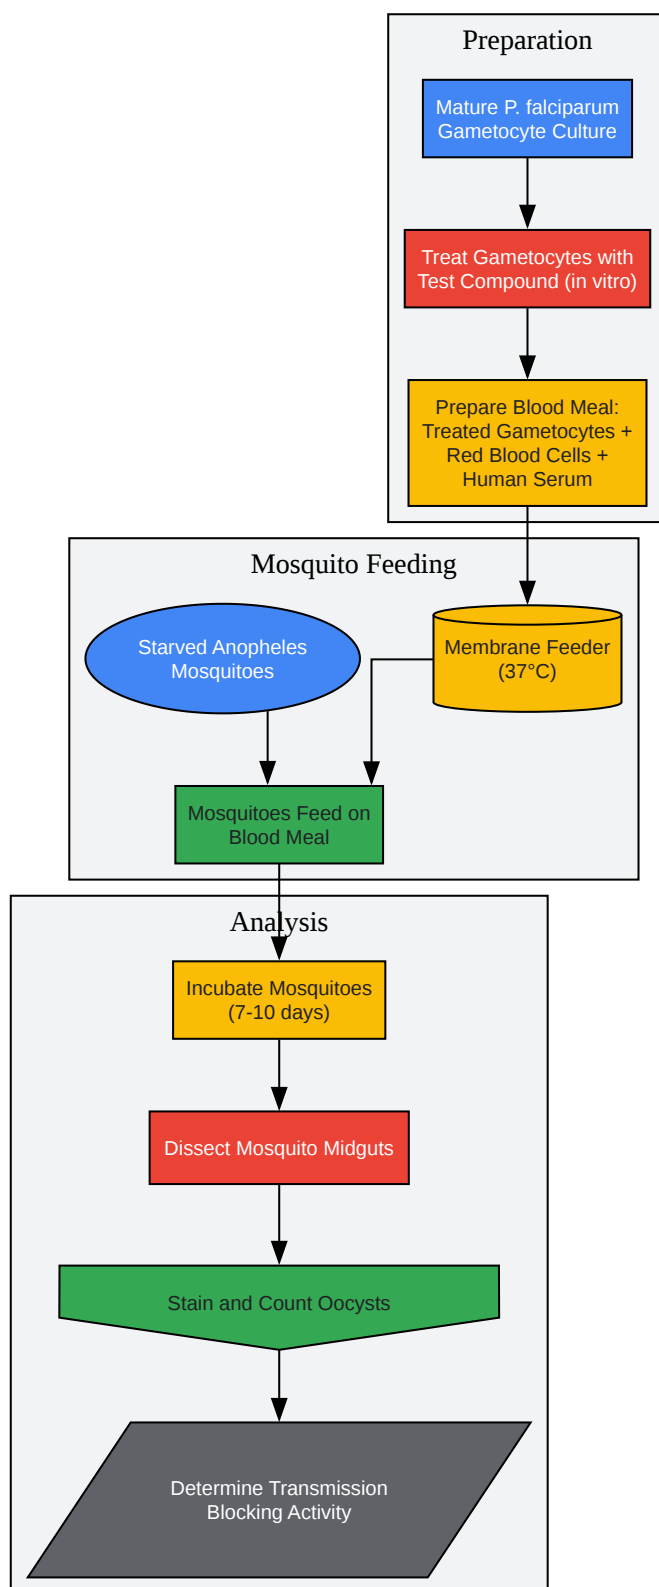 Preparation
Mature P. falciparum
Gametocyte Culture
Treat Gametocytes with
Test Compound (in vitro)
Prepare Blood Meal:
Treated Gametocytes +
Red Blood Cells +
Human Serum
Mosquito Feeding
Starved Anopheles
Mosquitoes
Membrane Feeder
(37°C)
Mosquitoes Feed on
Blood Meal
Analysis
Incubate Mosquitoes
(7-10 days)
Dissect Mosquito Midguts
Stain and Count Oocysts
Determine Transmission
Blocking Activity